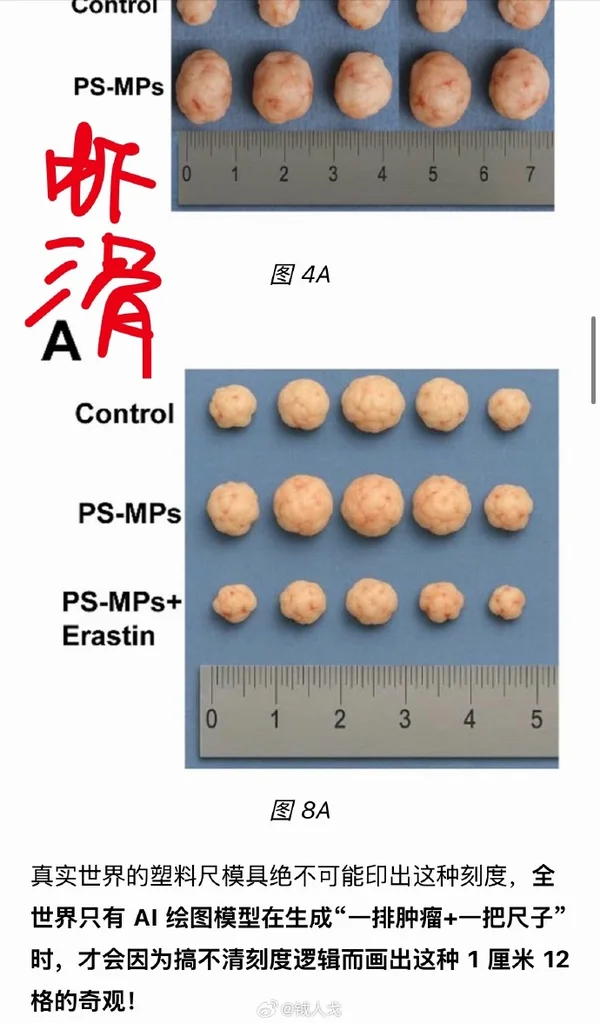 Control
PS-MPs
0 1 2 3 4 5 6 7
虾
滑
图 4A
A
Control
PS-MPs
PS-MPs+
Erastin
0 1 2 3 4 5
图 8A
真实世界的塑料尺模具绝不可能印出这种刻度，全
世界只有 AI 绘图模型在生成“一排肿瘤+一把尺子”
时，才会因为搞不清刻度逻辑而画出这种 1 厘米 12
格的奇观！
@钺人戈